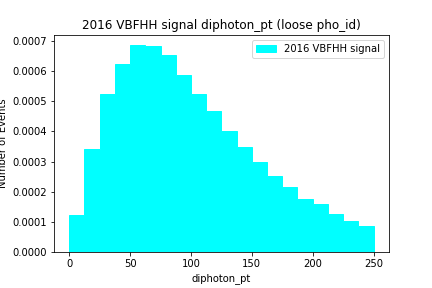 2016 VBFHH signal diphoton_pt (loose pho_id)
2016 VBFHH signal
Number of Events
0.0007
0.0006
0.0005
0.0004
0.0003
0.0002
0.0001
0.0000
0 50 100 150 200 250
diphoton_pt